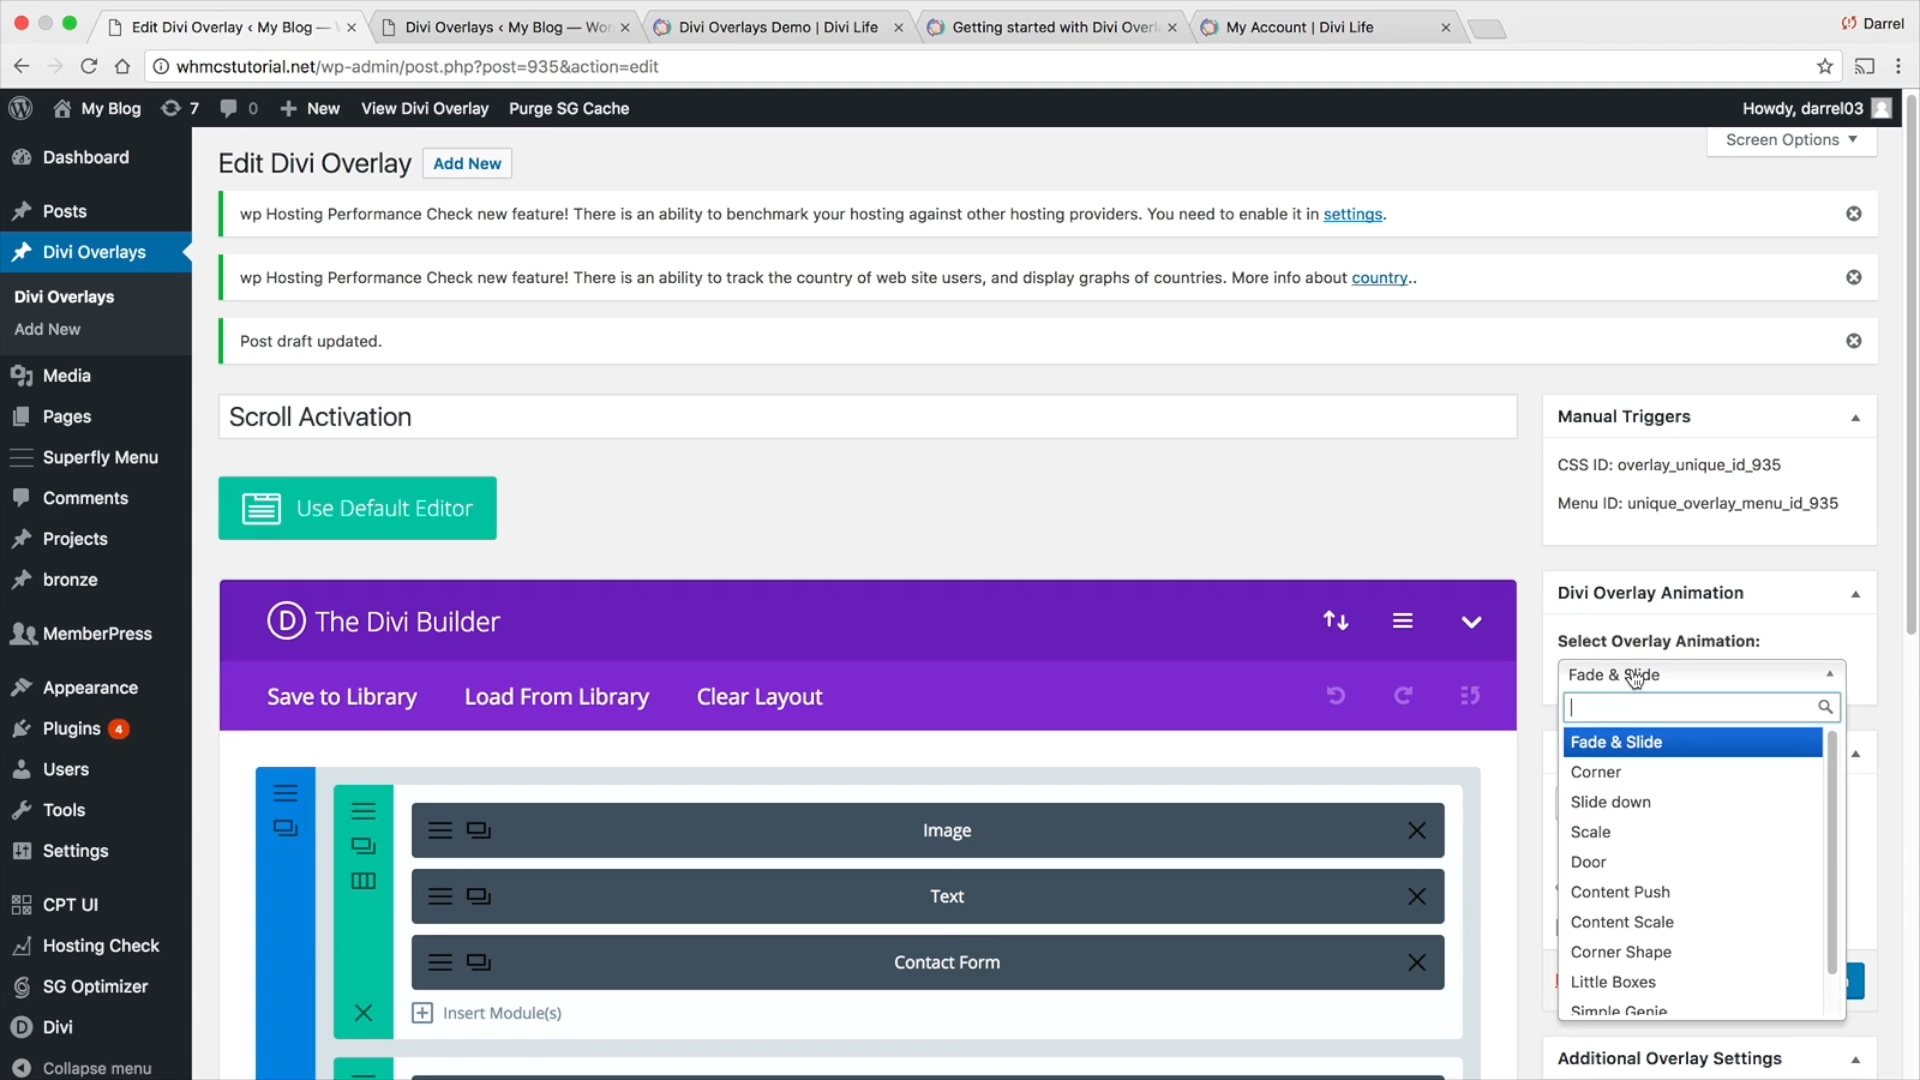 Edit Divi Overlay ‹ My Blog —
Divi Overlays ‹ My Blog — Wor
Divi Overlays Demo | Divi Life
Getting started with Divi Overl
My Account | Divi Life
Darrel
whmcstutorial.net/wp-admin/post.php?post=935&action=edit
My Blog 7 0 New View Divi Overlay Purge SG Cache Howdy, darrel03
Screen Options
Dashboard
Posts
Divi Overlays
Divi Overlays
Add New
Media
Pages
Superfly Menu
Comments
Projects
bronze
MemberPress
Appearance
Plugins 4
Users
Tools
Settings
CPT UI
Hosting Check
SG Optimizer
Divi
Collapse menu
Edit Divi Overlay Add New
wp Hosting Performance Check new feature! There is an ability to benchmark your hosting against other hosting providers. You need to enable it in settings.
wp Hosting Performance Check new feature! There is an ability to track the country of web site users, and display graphs of countries. More info about country..
Post draft updated.
Scroll Activation
Use Default Editor
D The Divi Builder
Save to Library Load From Library Clear Layout
Image
Text
Contact Form
Insert Module(s)
Manual Triggers
CSS ID: overlay_unique_id_935
Menu ID: unique_overlay_menu_id_935
Divi Overlay Animation
Select Overlay Animation:
Fade & Slide
Fade & Slide
Corner
Slide down
Scale
Door
Content Push
Content Scale
Corner Shape
Little Boxes
Simple Genie
Additional Overlay Settings